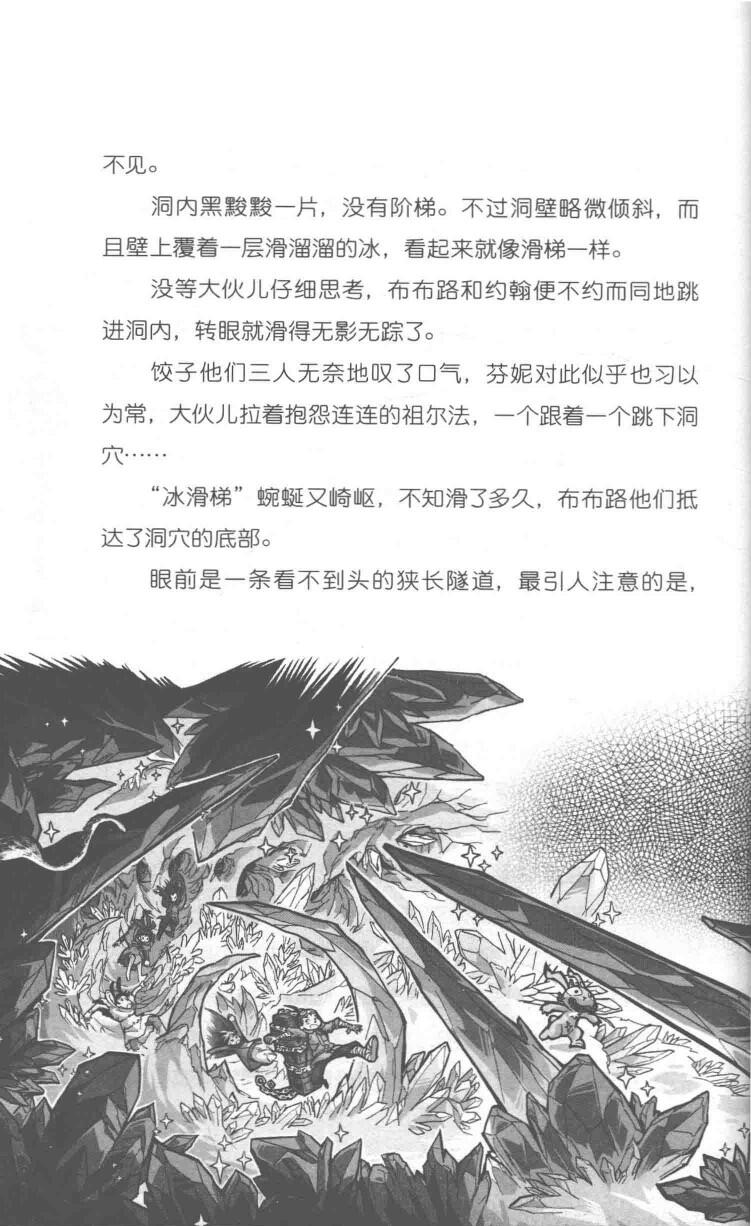 不见。
洞内黑黢黢一片，没有阶梯。不过洞壁略微倾斜，而
且壁上覆着一层滑溜溜的冰，看起来就像滑梯一样。
没等大伙儿仔细思考，布布路和约翰便不约而同地跳
进洞内，转眼就滑得无影无踪了。
饺子他们三人无奈地叹了口气，芬妮对此似乎也习以
为常，大伙儿拉着抱怨连连的祖尔法，一个跟着一个跳下洞
穴……
“冰滑梯”蜿蜒又崎岖，不知滑了多久，布布路他们抵
达了洞穴的底部。
眼前是一条看不到头的狭长隧道，最引人注意的是，